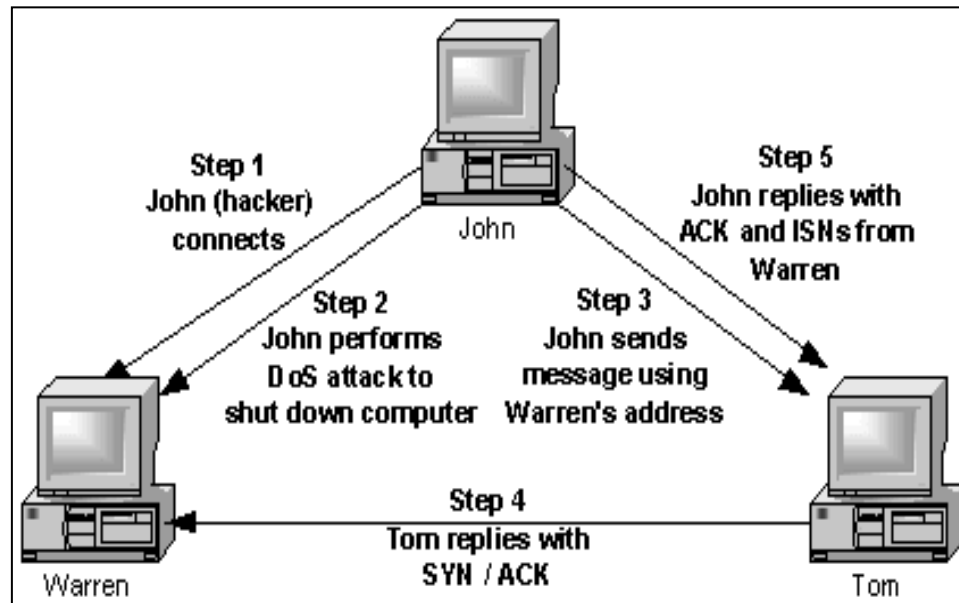 Step 1
John (hacker)
connects
John
Step 5
John replies with
ACK and ISNs from
Warren
Step 2
John performs
DoS attack to
shut down computer
Step 3
John sends
message using
Warren's address
Step 4
Tom replies with
SYN / ACK
Warren
Tom